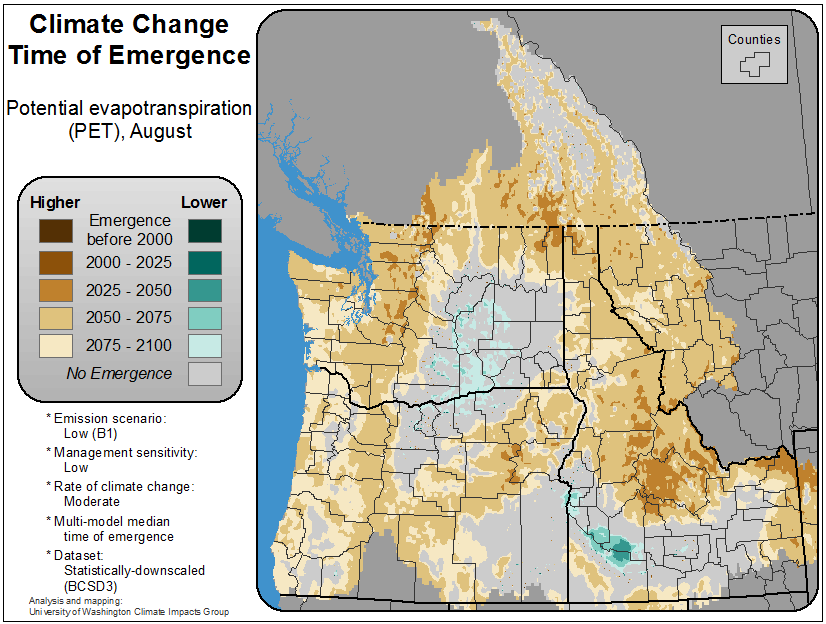 Climate Change
Time of Emergence
Potential evapotranspiration
(PET), August
Higher Lower
Emergence
before 2000
2000 - 2025
2025 - 2050
2050 - 2075
2075 - 2100
No Emergence
* Emission scenario:
Low (B1)
* Management sensitivity:
Low
* Rate of climate change:
Moderate
* Multi-model median
time of emergence
* Dataset:
Statistically-downscaled
(BCSD3)
Analysis and mapping:
University of Washington Climate Impacts Group
Counties